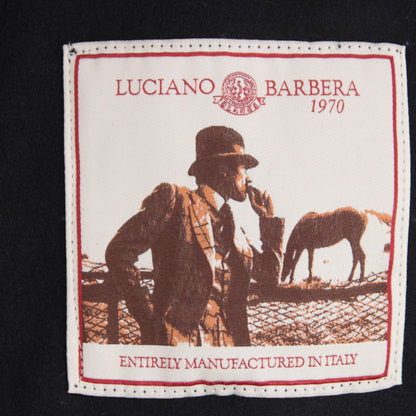 LUCIANO BARBERA
1970
ENTIRELY MANUFACTURED IN ITALY